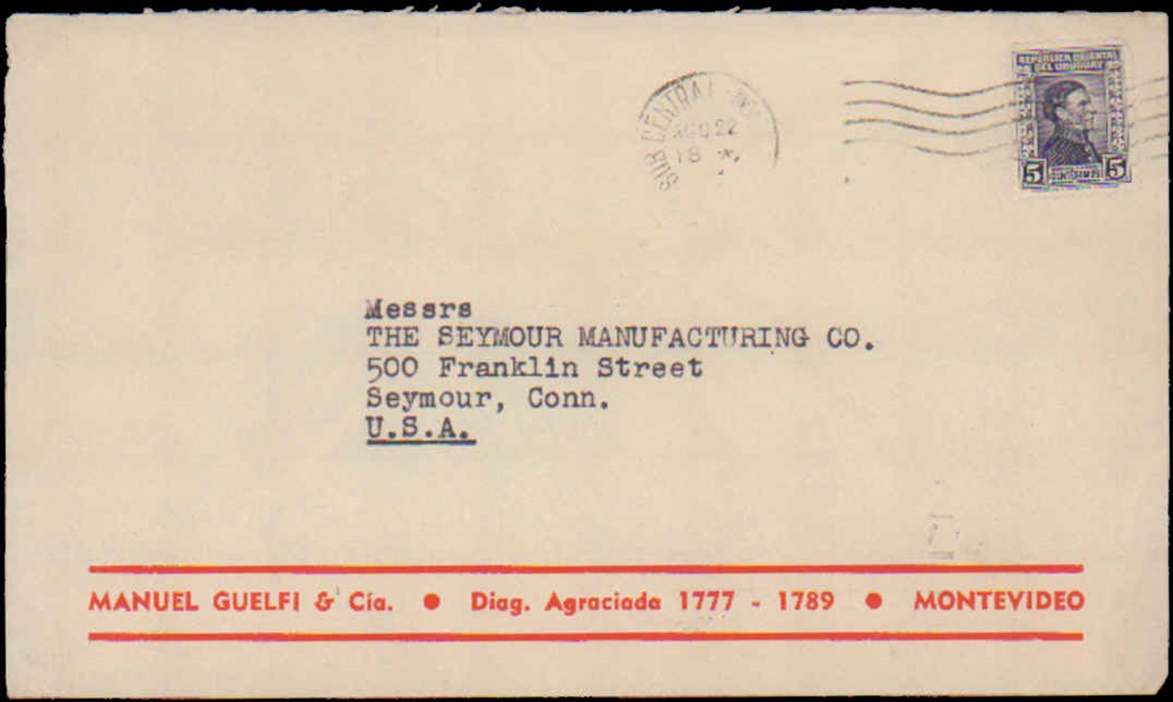 SUB CENTRAL
AGO 22
18
REPUBLICA ORIENTAL
DEL URUGUAY
5 CENTESIMOS 5
Messrs
THE SEYMOUR MANUFACTURING CO.
500 Franklin Street
Seymour, Conn.
U.S.A.
MANUEL GUELFI & Cía. ● Diag. Agraciada 1777 - 1789 ● MONTEVIDEO